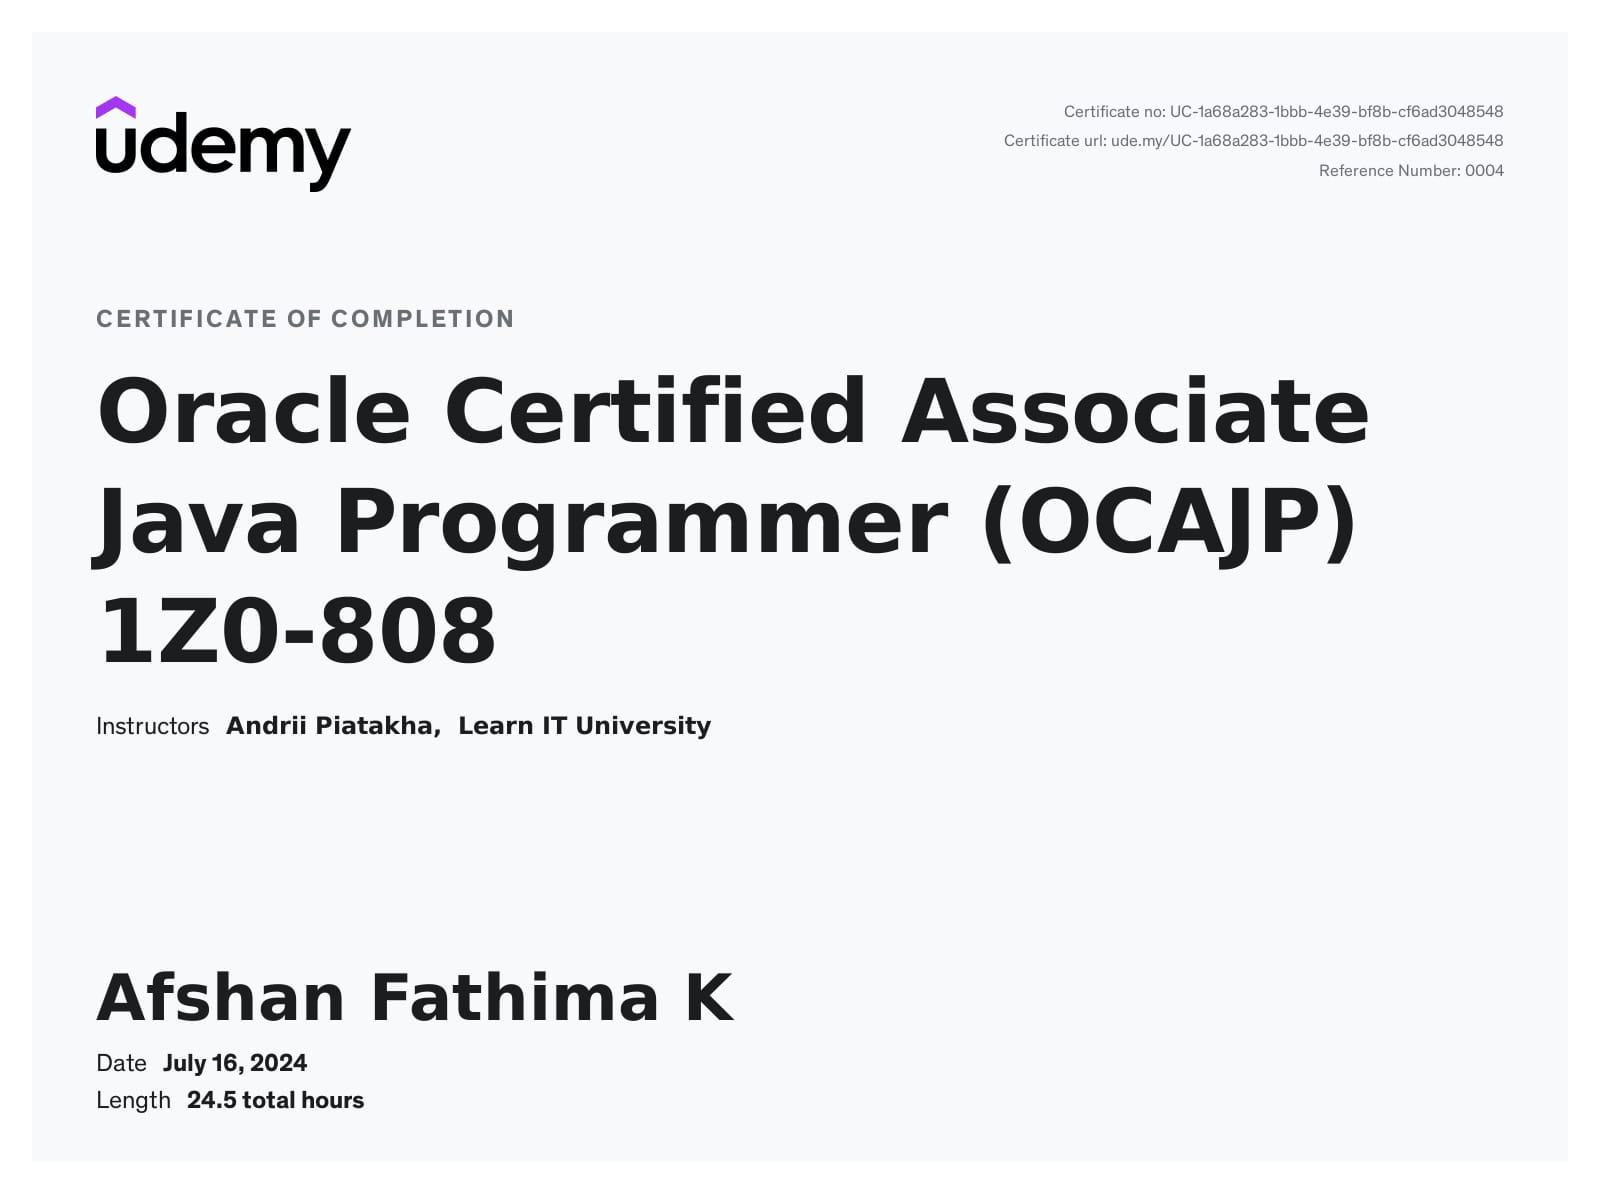 udemy
Certificate no: UC-1a68a283-1bbb-4e39-bf8b-cf6ad3048548
Certificate url: ude.my/UC-1a68a283-1bbb-4e39-bf8b-cf6ad3048548
Reference Number: 0004
CERTIFICATE OF COMPLETION
Oracle Certified Associate
Java Programmer (OCAJP)
1Z0-808
Instructors Andrii Piatakha, Learn IT University
Afshan Fathima K
Date July 16, 2024
Length 24.5 total hours